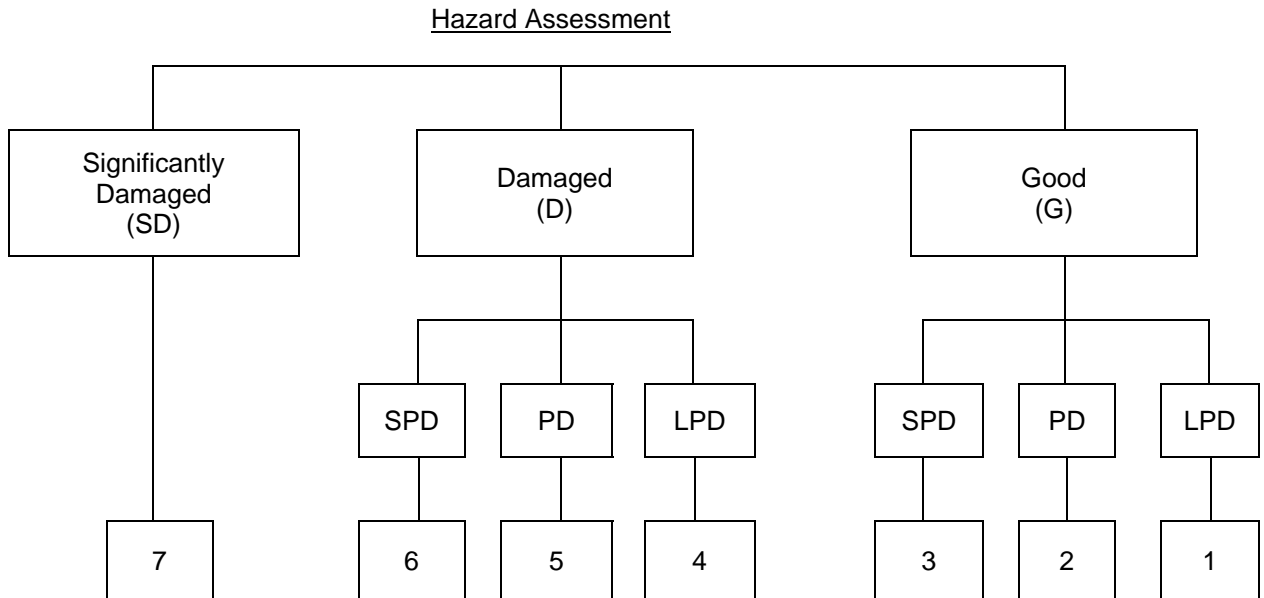 Hazard Assessment
Significantly
Damaged
(SD)
Damaged
(D)
Good
(G)
SPD
PD
LPD
SPD
PD
LPD
7
6
5
4
3
2
1